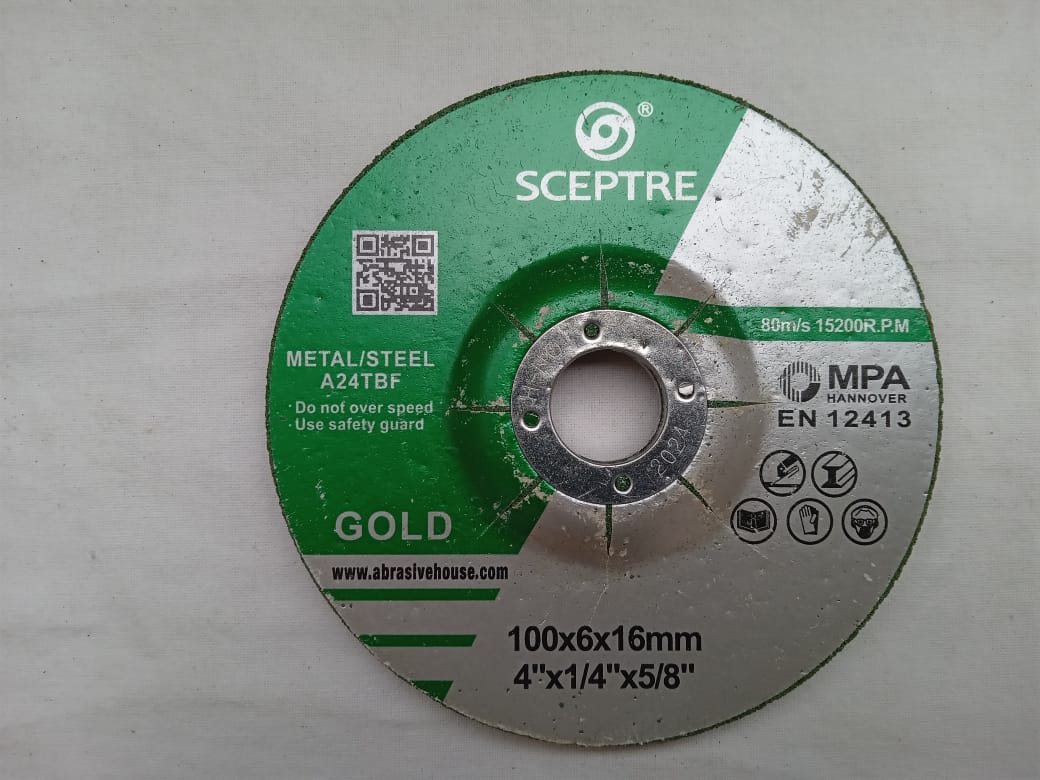 ®
SCEPTRE
80m/s 15200R.P.M
METAL/STEEL
A24TBF
· Do not over speed
· Use safety guard
MPA
HANNOVER
EN 12413
2024
GOLD
www.abrasivehouse.com
100x6x16mm
4"x1/4"x5/8"